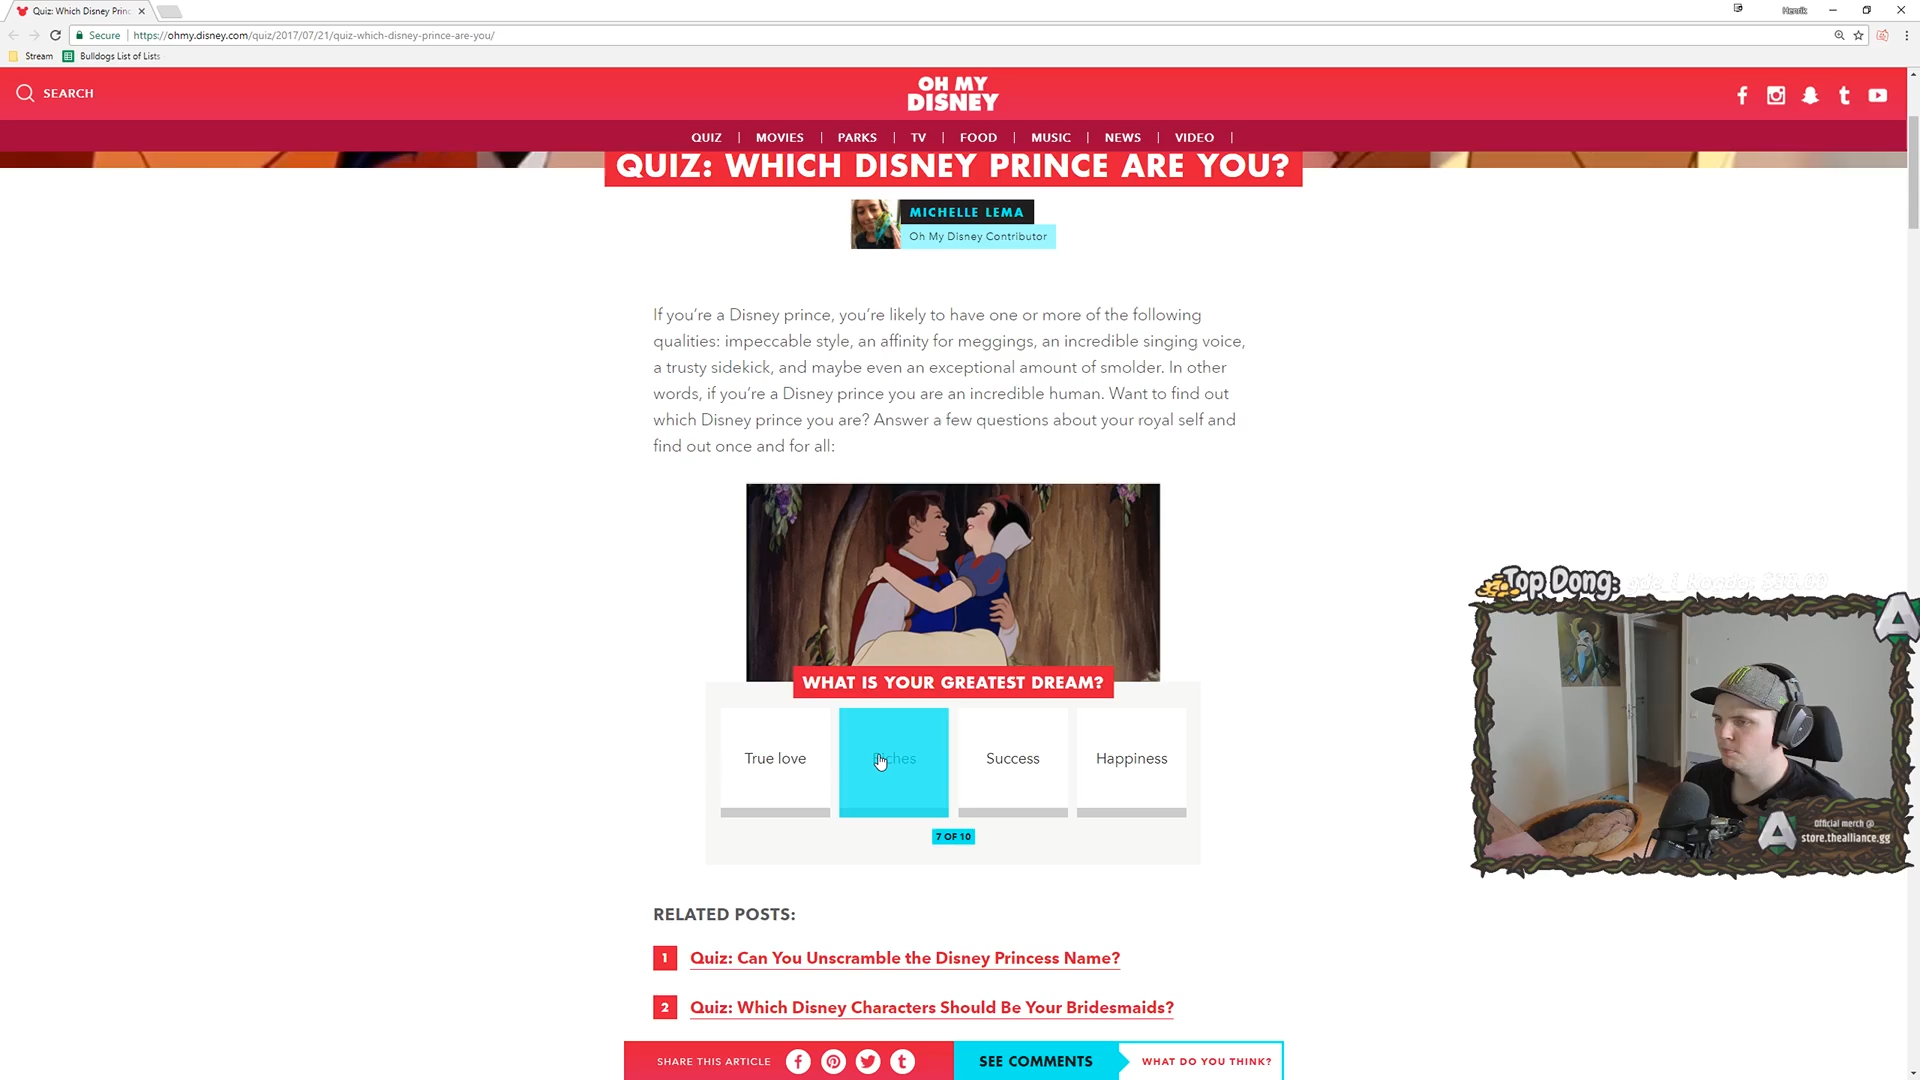 Quiz: Which Disney Princ
Henrik
Secure
https://ohmy.disney.com/quiz/2017/07/21/quiz-which-disney-prince-are-you/
Stream
Bulldogs List of Lists
SEARCH
OH MY
DISNEY
QUIZ | MOVIES | PARKS | TV | FOOD | MUSIC | NEWS | VIDEO |
QUIZ: WHICH DISNEY PRINCE ARE YOU?
MICHELLE LEMA
Oh My Disney Contributor
If you're a Disney prince, you're likely to have one or more of the following
qualities: impeccable style, an affinity for meggings, an incredible singing voice,
a trusty sidekick, and maybe even an exceptional amount of smolder. In other
words, if you're a Disney prince you are an incredible human. Want to find out
which Disney prince you are? Answer a few questions about your royal self and
find out once and for all:
WHAT IS YOUR GREATEST DREAM?
True love
Riches
Success
Happiness
7 OF 10
Top Dong:
Official merch @
store.thealliance.gg
RELATED POSTS:
1 Quiz: Can You Unscramble the Disney Princess Name?
2 Quiz: Which Disney Characters Should Be Your Bridesmaids?
SHARE THIS ARTICLE
SEE COMMENTS
WHAT DO YOU THINK?